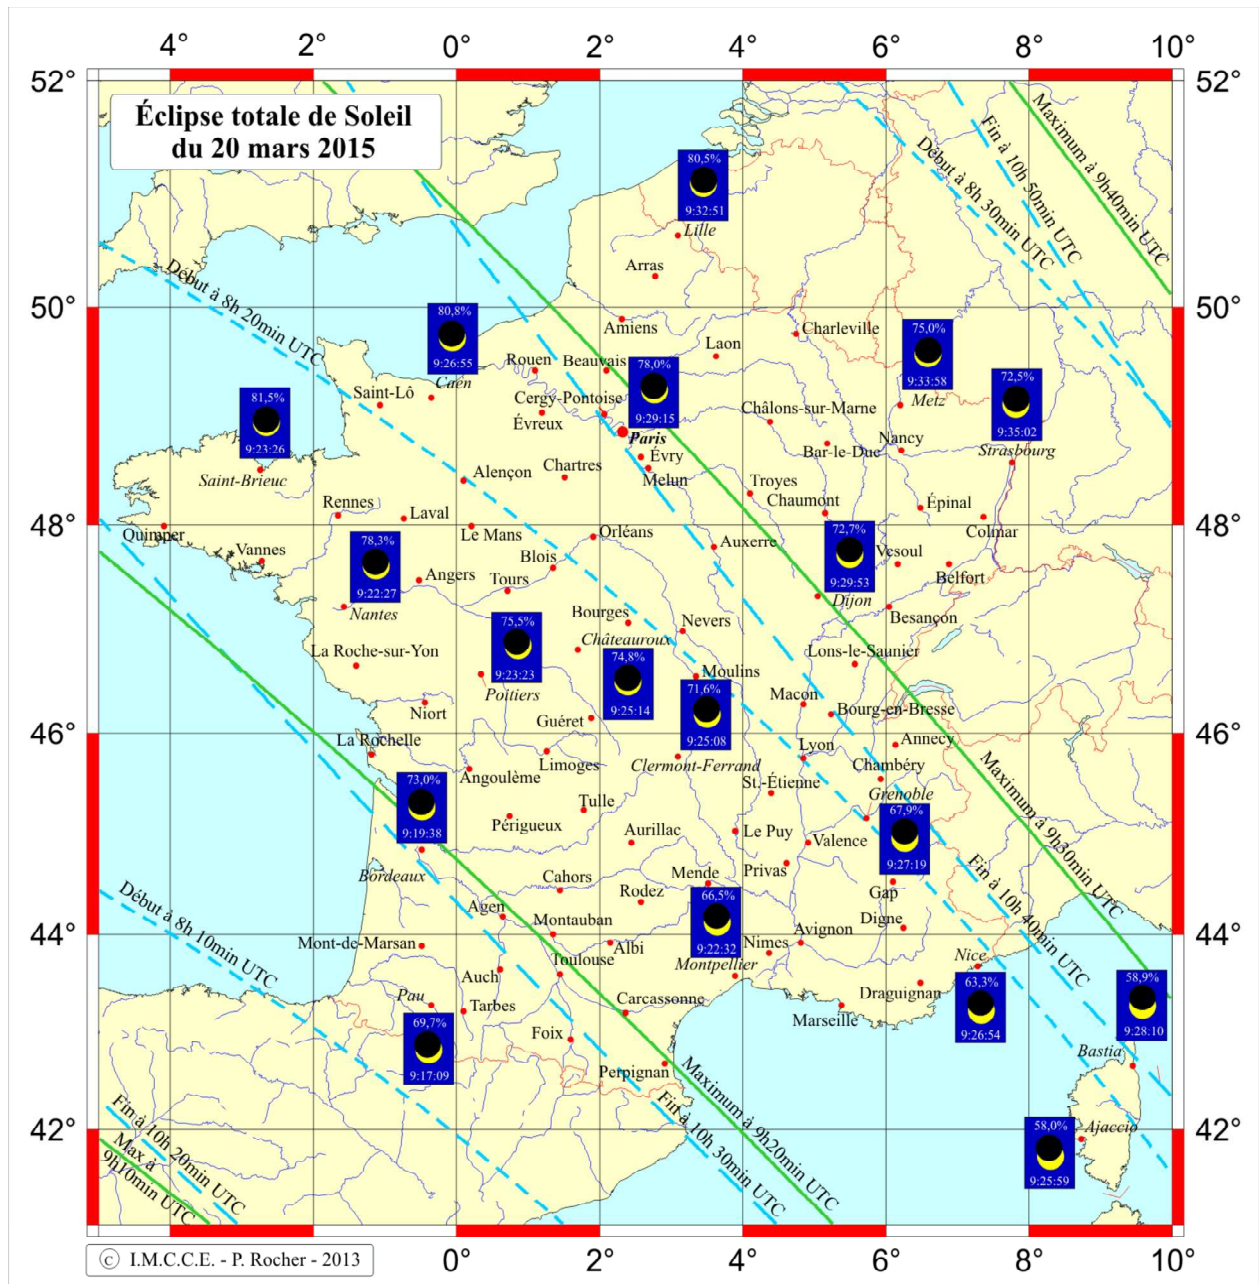 4° 2° 0° 2° 4° 6° 8° 10°
52° 52°
Éclipse totale de Soleil
du 20 mars 2015
Maximum à 9h40min UTC
Fin à 10h 50min UTC
Début à 8h 30min UTC
80,5%
9:32:51
Lille
Arras
Début à 8h 20min UTC
50° 50°
80,8%
9:26:55
Caen
Amiens
Charleville
75,0%
9:33:58
Metz
Laon
Rouen
Beauvais
78,0%
9:29:15
Paris
72,5%
9:35:02
Strasbourg
Saint-Lô
Cergy-Pontoise
Évreux
Châlons-sur-Marne
81,5%
9:23:26
Saint-Brieuc
Bar-le-Duc
Nancy
Évry
Melun
Alençon
Chartres
Troyes
Chaumont
Épinal
Rennes
Laval
Colmar
48° 48°
Quimper
Le Mans
Orléans
Auxerre
72,7%
9:29:53
Dijon
Vannes
78,3%
9:22:27
Nantes
Blois
Vesoul
Belfort
Angers
Tours
Besançon
Bourges
Nevers
75,5%
9:23:23
Poitiers
Châteauroux
74,8%
9:25:14
La Roche-sur-Yon
Lons-le-Saunier
Moulins
71,6%
9:25:08
Clermont-Ferrand
Macon
Bourg-en-Bresse
Niort
Guéret
46° 46°
La Rochelle
Limoges
Lyon
Annecy
Angoulême
Chambéry
Maximum à 9h30min UTC
73,0%
9:19:38
Bordeaux
St.-Étienne
Grenoble
67,9%
9:27:19
Tulle
Périgueux
Aurillac
Le Puy
Valence
Cahors
Mende
Privas
Gap
Fin à 10h 40min UTC
Début à 8h 10min UTC
Rodez
66,5%
9:22:32
Montpellier
Agen
Montauban
Digne
44° 44°
Mont-de-Marsan
Albi
Nimes
Avignon
Toulouse
Nice
63,3%
9:26:54
58,9%
9:28:10
Bastia
Auch
Pau
69,7%
9:17:09
Tarbes
Carcassonne
Draguignan
Marseille
Foix
Perpignan
Maximum à 9h20min UTC
Fin à 10h 30min UTC
Fin à 10h 20min UTC
42° 42°
58,0%
9:25:59
Ajaccio
Max à
9h10min UTC
© I.M.C.C.E. - P. Rocher - 2013
0° 2° 4° 6° 8° 10°